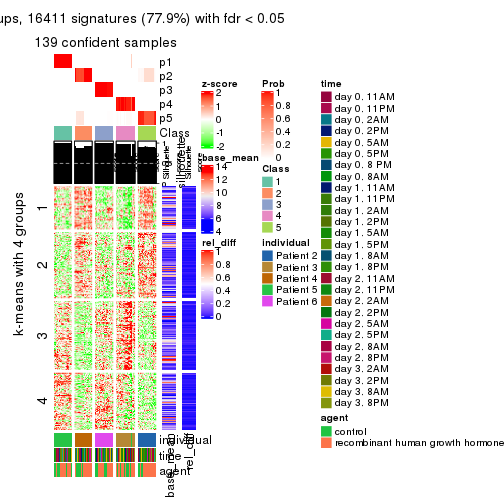 ups, 16411 signatures (77.9%) with fdr < 0.05
139 confident samples
p1
p2
p3
p4
p5
Class
silhouette
Silhouette
score
k-means with 4 groups
1
2
3
4
individual
time
agent
base_mean
rel_diff
z-score
2
1
0
-1
-2
base_mean
14
12
10
8
6
4
rel_diff
1
0.8
0.6
0.4
0.2
0
Prob
1
0.8
0.6
0.4
0.2
0
Class
1
2
3
4
5
individual
Patient 2
Patient 3
Patient 4
Patient 5
Patient 6
time
day 0. 11AM
day 0. 11PM
day 0. 2AM
day 0. 2PM
day 0. 5AM
day 0. 5PM
day 0. 8 PM
day 0. 8AM
day 1. 11AM
day 1. 11PM
day 1. 2AM
day 1. 2PM
day 1. 5AM
day 1. 5PM
day 1. 8AM
day 1. 8PM
day 2. 11AM
day 2. 11PM
day 2. 2AM
day 2. 2PM
day 2. 5AM
day 2. 5PM
day 2. 8AM
day 2. 8PM
day 3. 2AM
day 3. 2PM
day 3. 8AM
day 3. 8PM
agent
control
recombinant human growth hormone